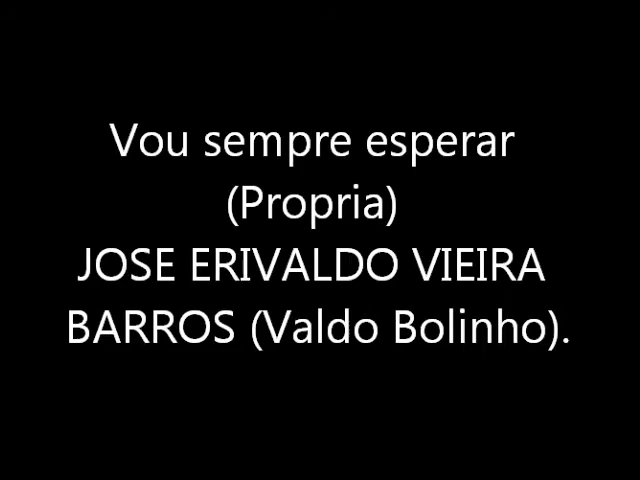 Vou sempre esperar
(Propria)
JOSE ERIVALDO VIEIRA
BARROS (Valdo Bolinho).